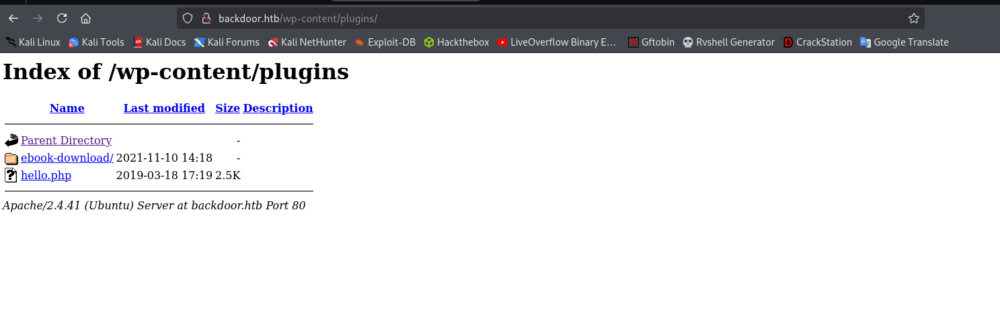 backdoor.htb/wp-content/plugins/
Kali Linux Kali Tools Kali Docs Kali Forums Kali NetHunter Exploit-DB Hackthebox LiveOverflow Binary E… Gftobin Rvshell Generator CrackStation Google Translate
Index of /wp-content/plugins
Name Last modified Size Description
Parent Directory -
ebook-download/ 2021-11-10 14:18 -
hello.php 2019-03-18 17:19 2.5K
Apache/2.4.41 (Ubuntu) Server at backdoor.htb Port 80